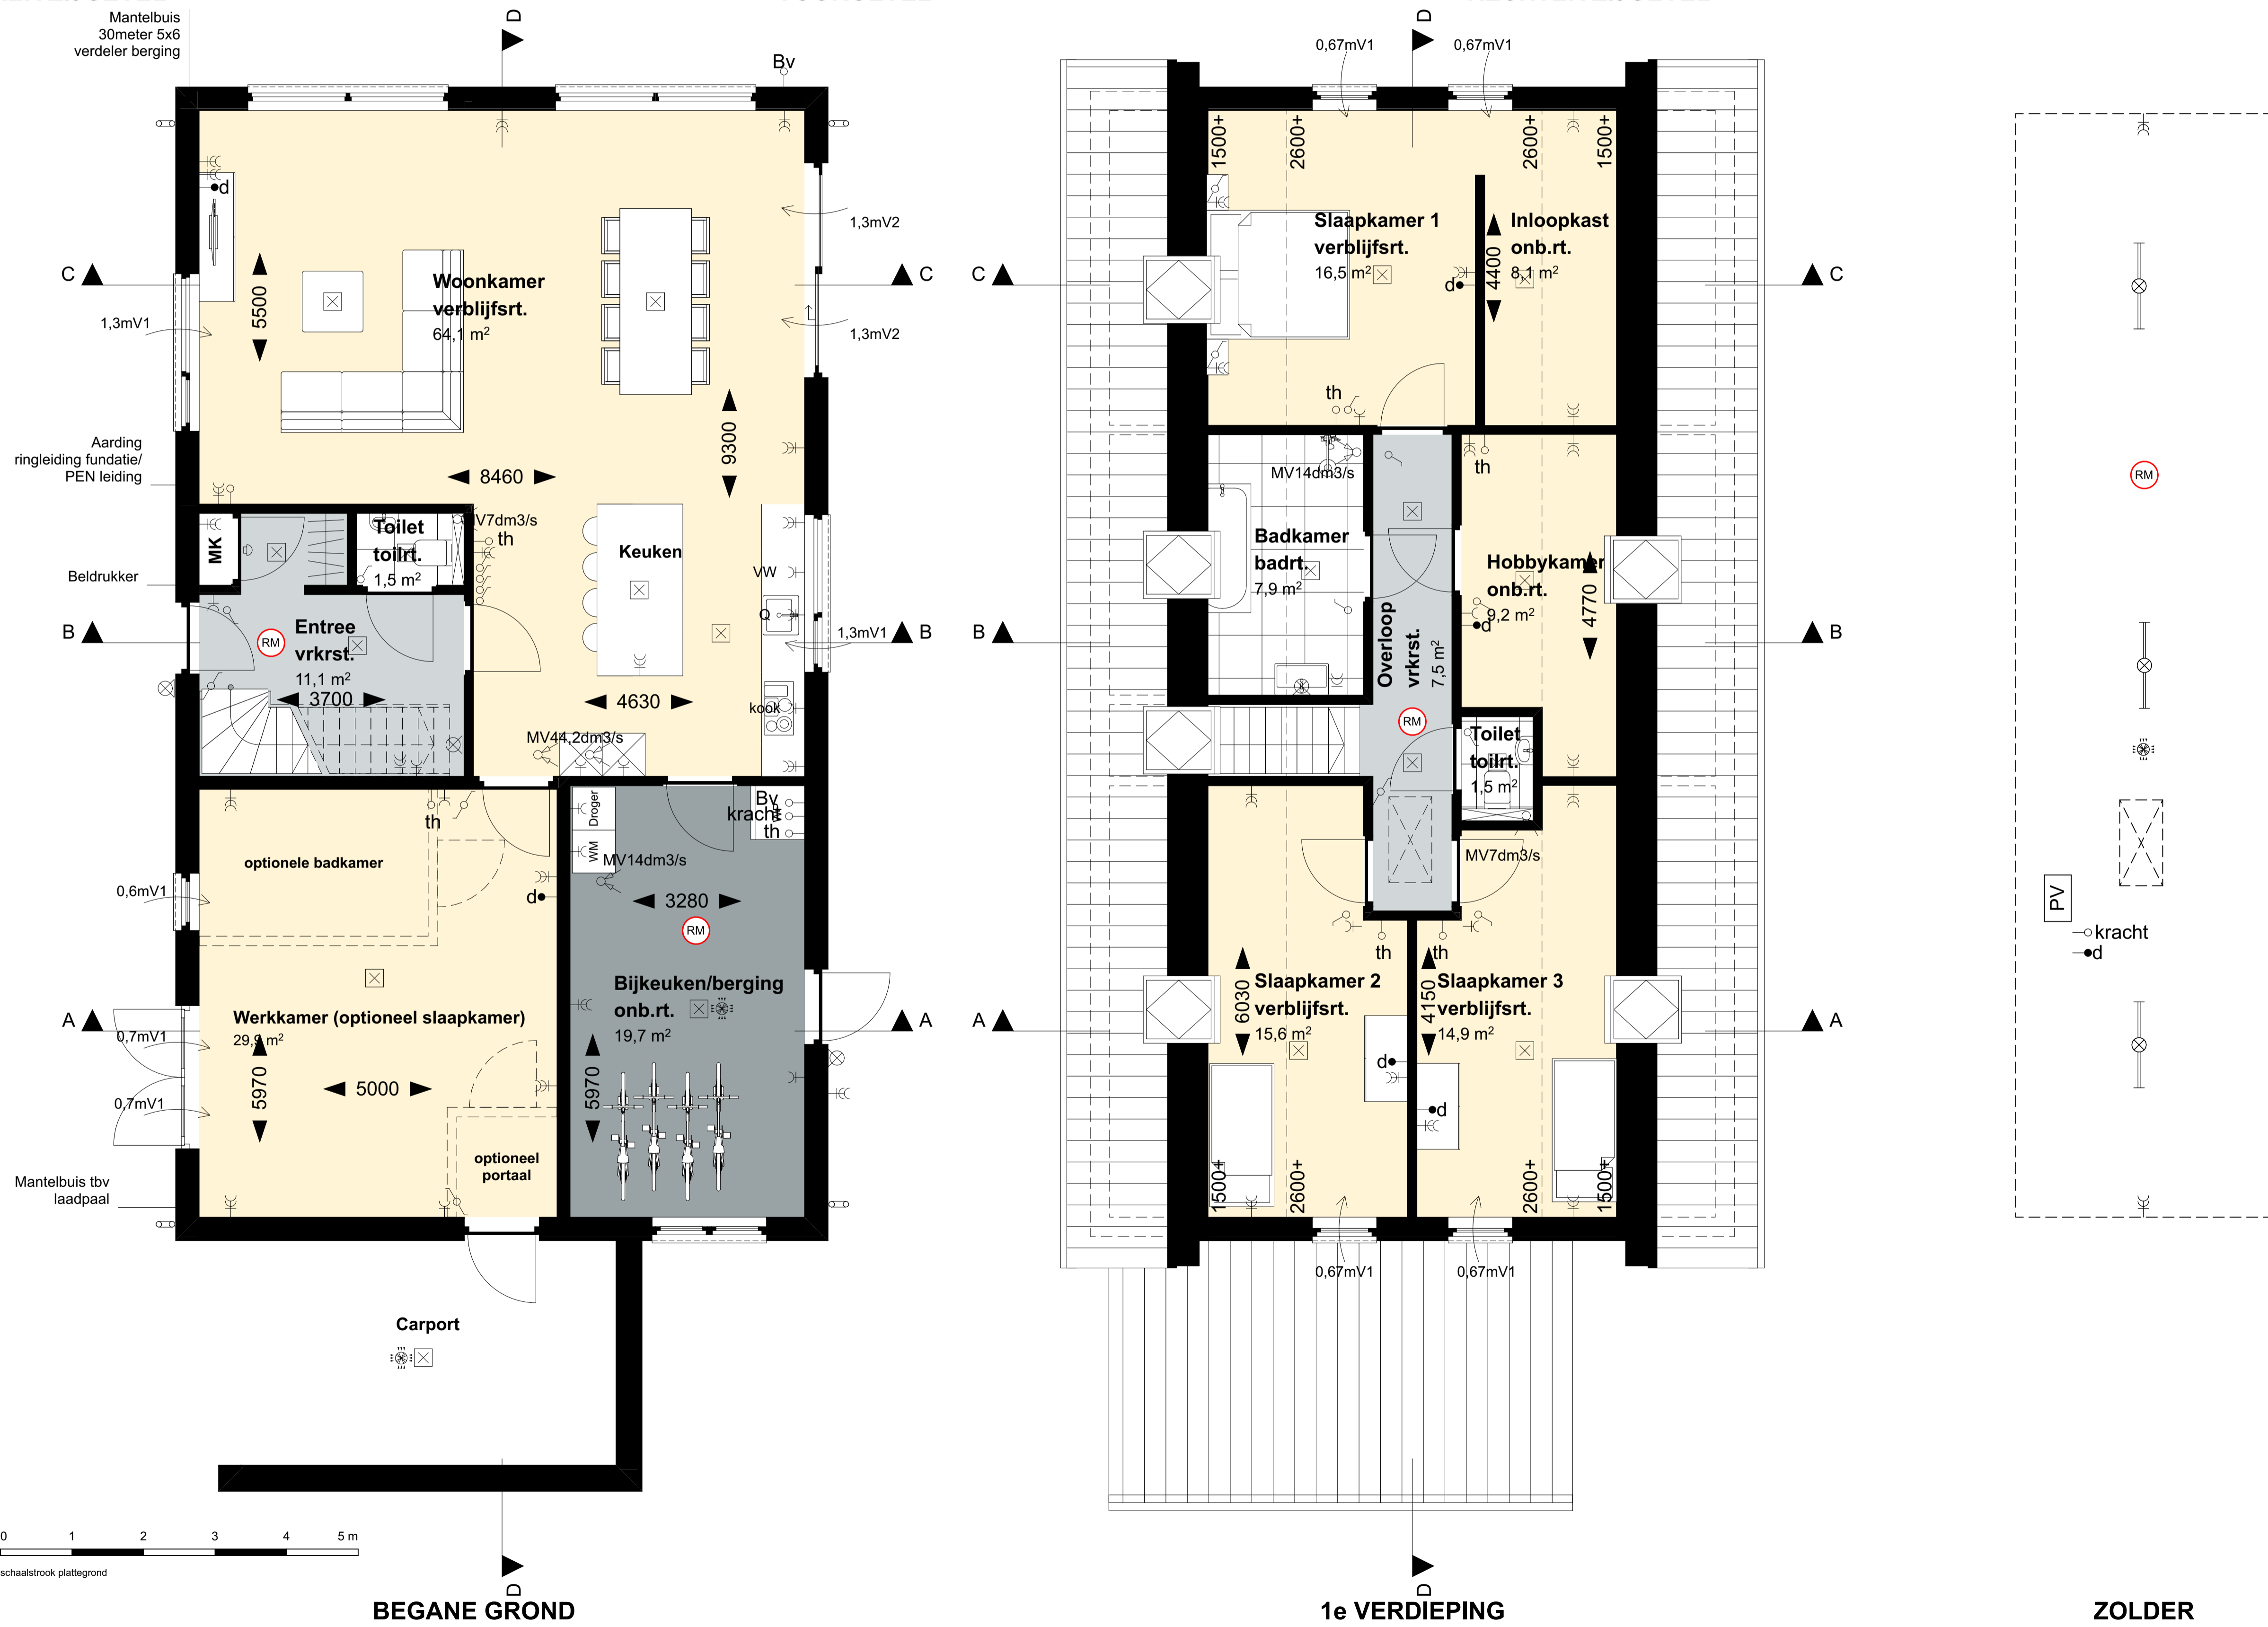 Mantelbuis
30meter 5x6
verdeler berging
D
Bv
d
1,3mV2
C
C
Woonkamer
verblijfsrt.
64,1 m²
5500
1,3mV1
1,3mV2
9300
8460
Aarding
ringleiding fundatie/
PEN leiding
MK
Toilet
toilrt.
1,5 m²
MV7dm3/s
th
Keuken
VW
Beldrukker
Q
B
RM
Entree
vrkrst.
11,1 m²
3700
1,3mV1
B
4630
kook
MV44,2dm3/s
Droger
WM
Bv
kracht
th
th
MV14dm3/s
optionele badkamer
0,6mV1
d
3280
RM
Bijkeuken/berging
onb.rt.
19,7 m²
A
Werkkamer (optioneel slaapkamer)
29,9 m²
A
0,7mV1
5970
5000
5970
0,7mV1
optioneel
portaal
Mantelbuis tbv
laadpaal
Carport
D
0 1 2 3 4 5 m
schaalstrook plattegrond
BEGANE GROND
D
0,67mV1
0,67mV1
1500+
2600+
2600+
1500+
Slaapkamer 1
verblijfsrt.
16,5 m²
Inloopkast
onb.rt.
8,1 m²
4400
C
d
C
th
th
MV14dm3/s
Badkamer
badrt.
7,9 m²
Hobbykamer
onb.rt.
9,2 m²
4770
d
B
B
Overloop
vrkrst.
7,5 m²
RM
Toilet
toilrt.
1,5 m²
MV7dm3/s
th
th
6030
Slaapkamer 2
verblijfsrt.
15,6 m²
4150
Slaapkamer 3
verblijfsrt.
14,9 m²
A
A
d
d
1500+
2600+
2600+
1500+
0,67mV1
0,67mV1
D
1e VERDIEPING
RM
PV
kracht
d
ZOLDER